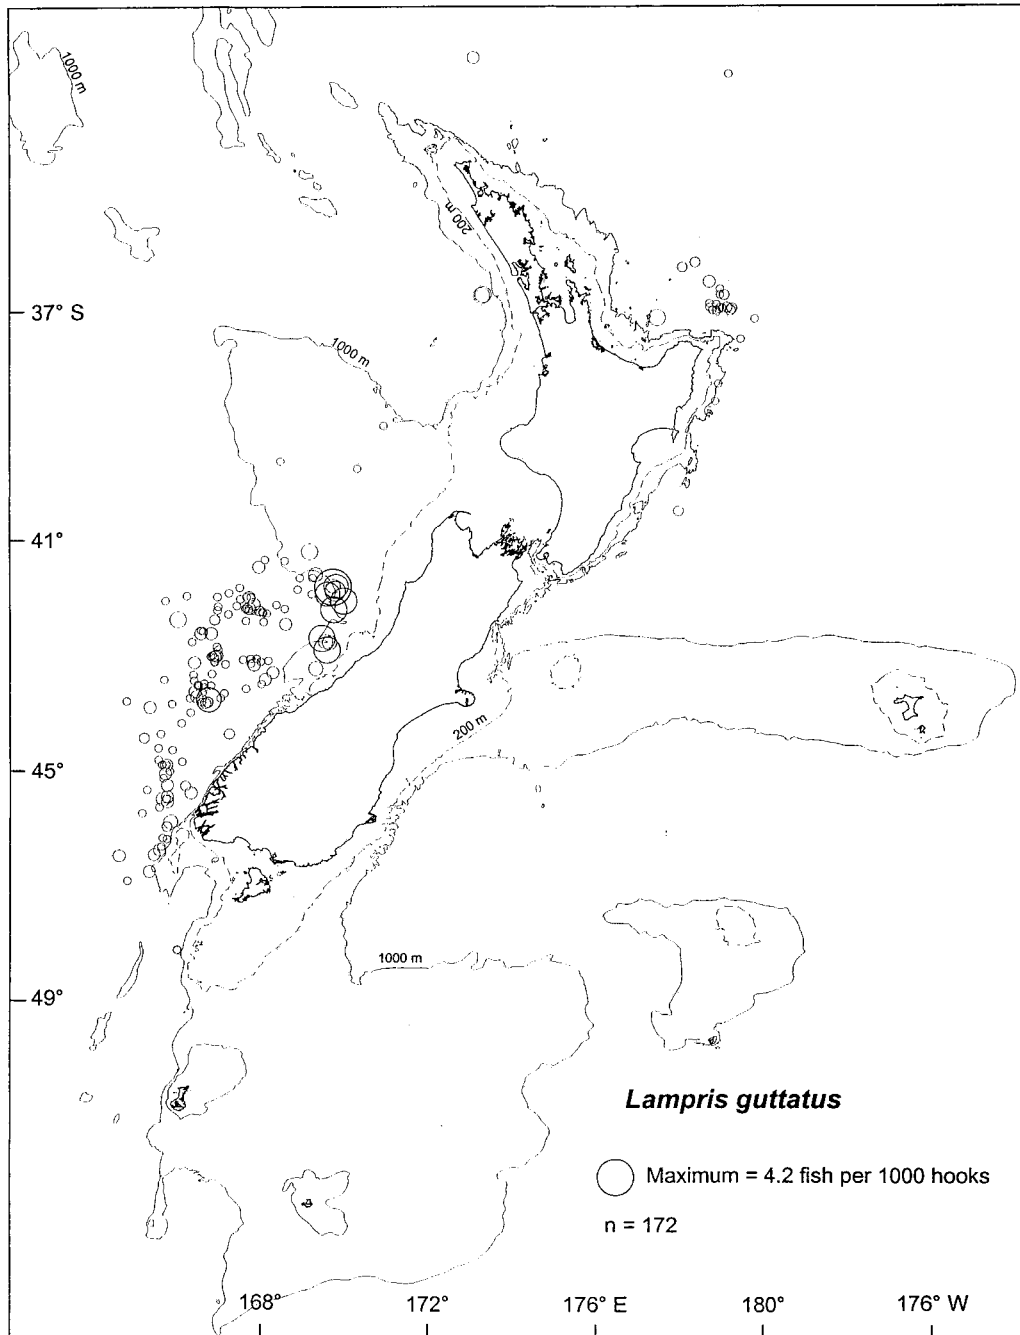 1000 m
200 m
37° S
1000 m
41°
200 m
45°
1000 m
49°
Lampris guttatus
Maximum = 4.2 fish per 1000 hooks
n = 172
168° 172° 176° E 180° 176° W